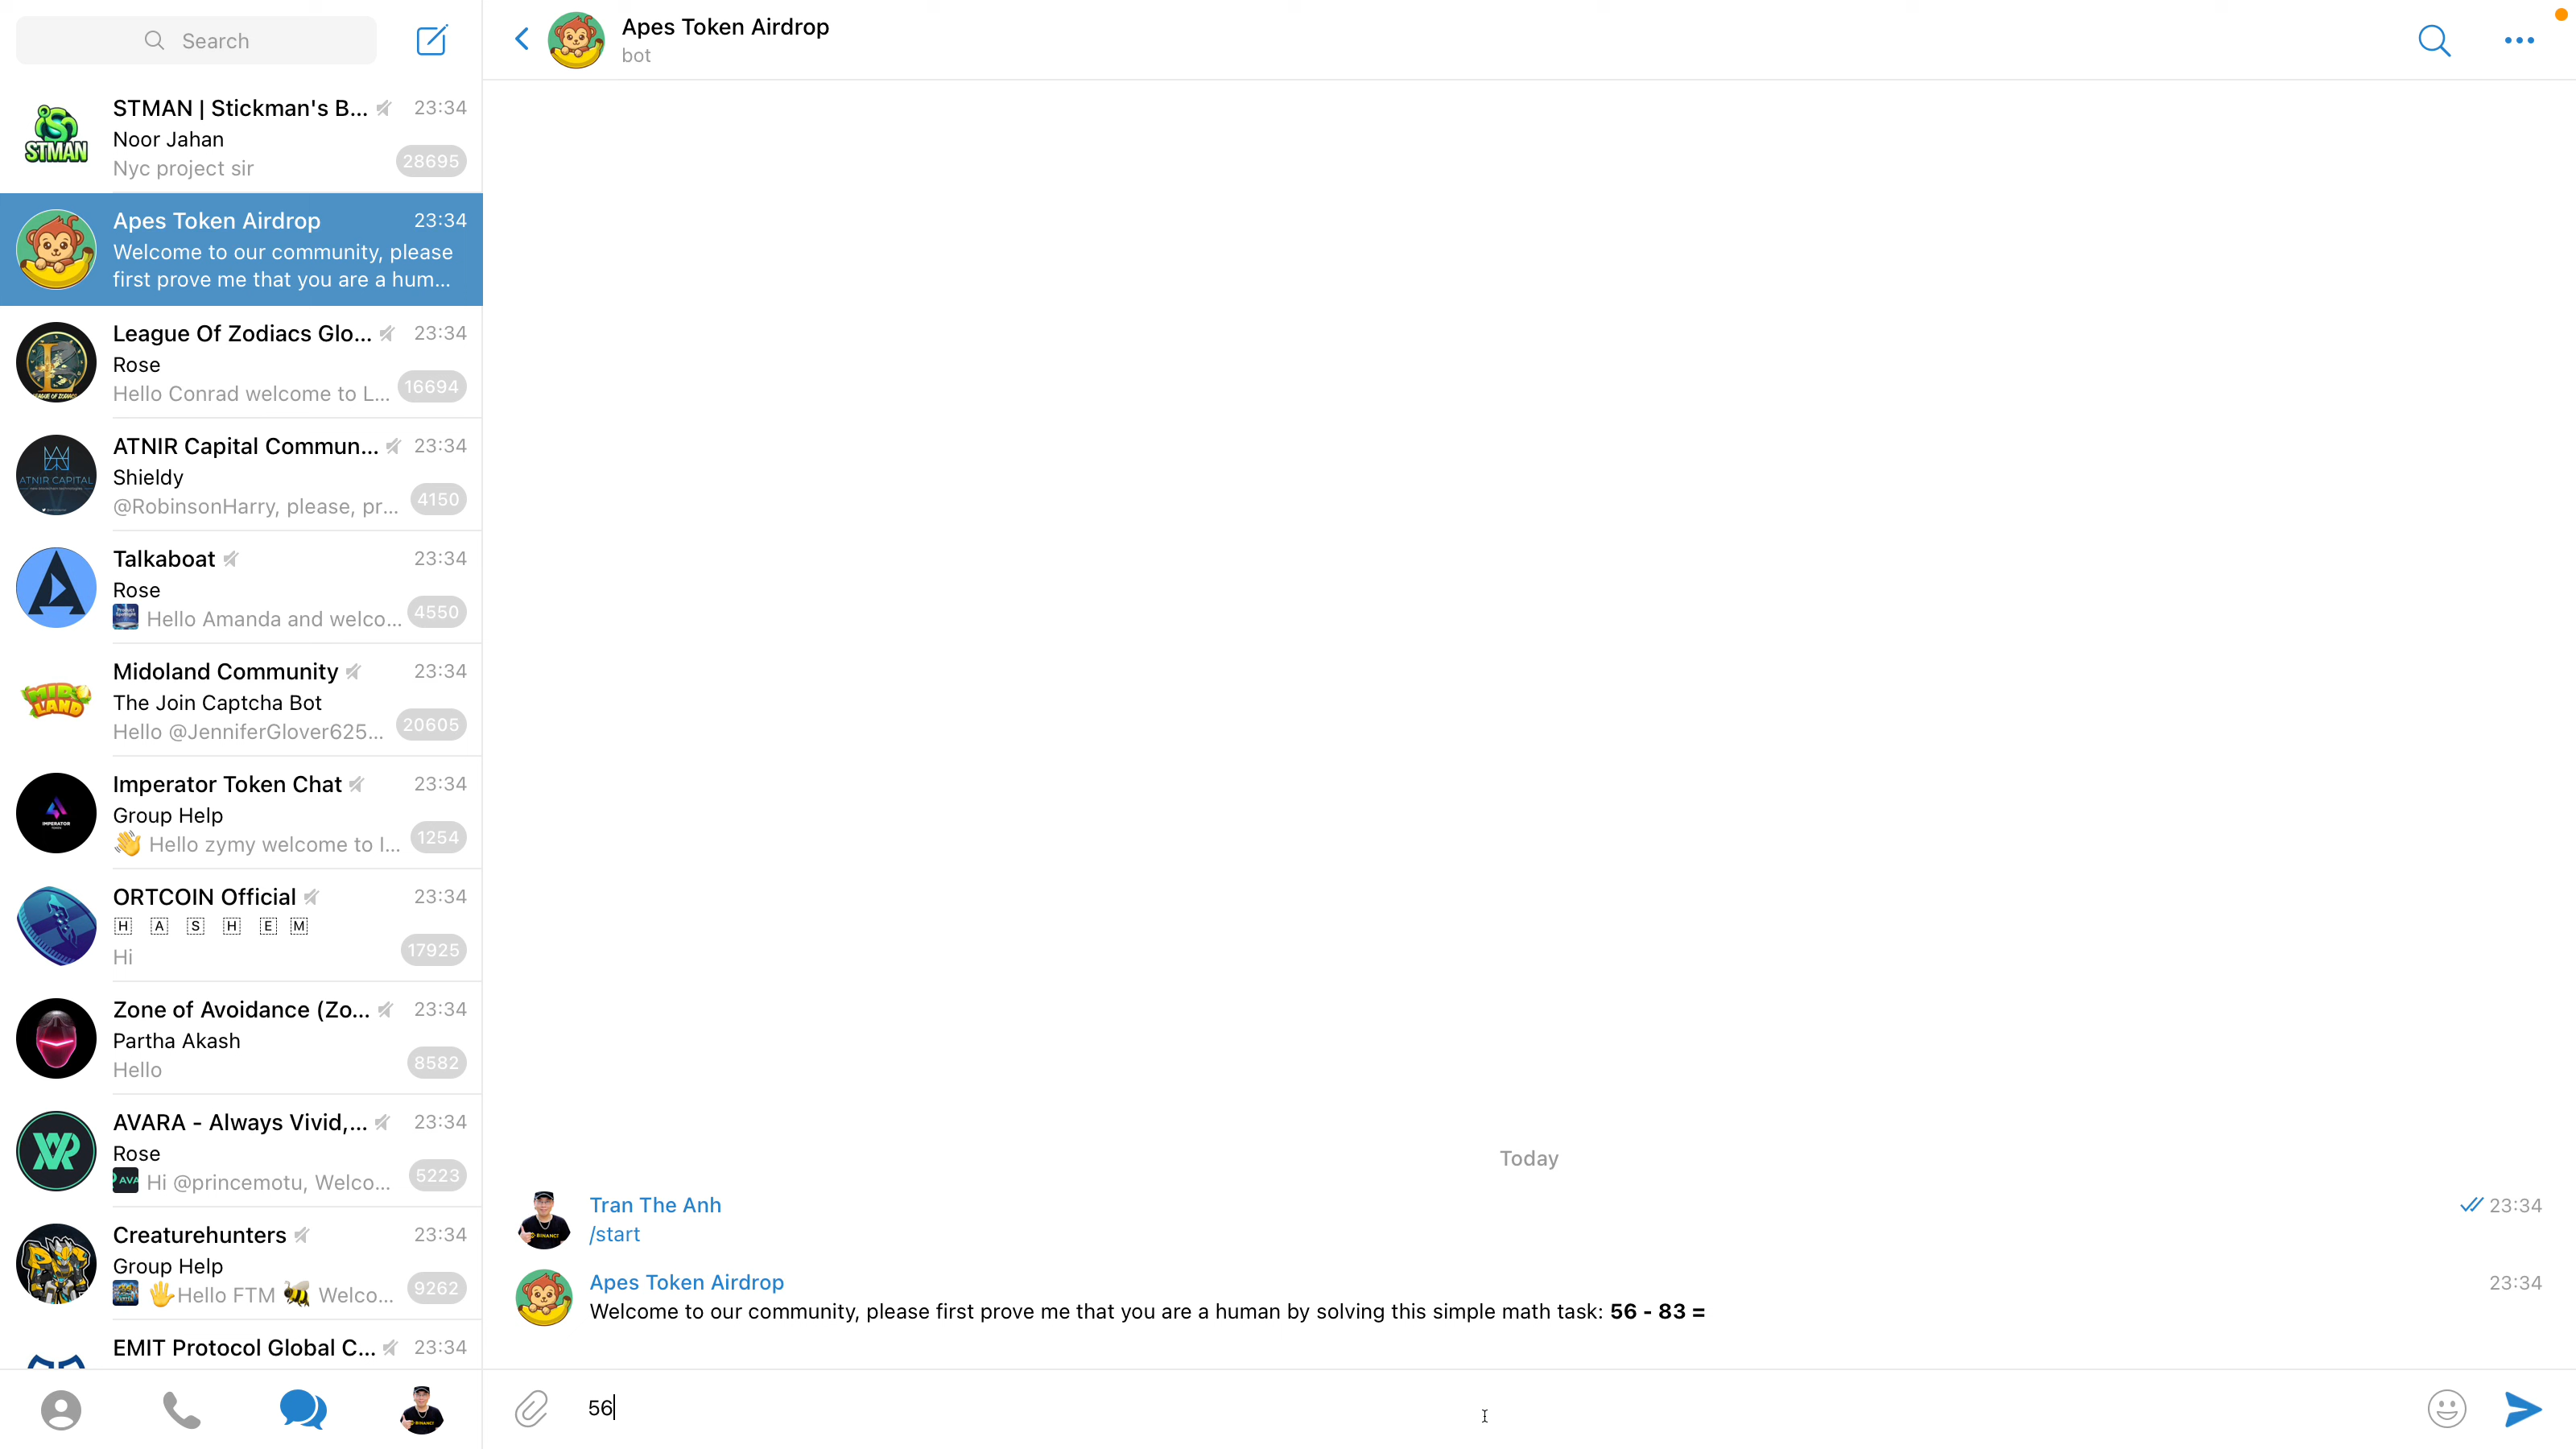 Search
STMAN | Stickman's B... 23:34
Noor Jahan
Nyc project sir 28695
STMAN
Apes Token Airdrop 23:34
Welcome to our community, please
first prove me that you are a hum...
League Of Zodiacs Glo... 23:34
Rose
Hello Conrad welcome to L... 16694
ATNIR Capital Commun... 23:34
Shieldy
@RobinsonHarry, please, pr... 4150
ATNIR CAPITAL
Talkaboat 23:34
Rose
Hello Amanda and welco... 4550
Midoland Community 23:34
The Join Captcha Bot
Hello @JenniferGlover625... 20605
Imperator Token Chat 23:34
Group Help
👋 Hello zymy welcome to I... 1254
IMPERATOR
ORTCOIN Official 23:34
H A S H E M
Hi 17925
Zone of Avoidance (Zo... 23:34
Partha Akash
Hello 8582
AVARA - Always Vivid,... 23:34
Rose
Hi @princemotu, Welco... 5223
Creaturehunters 23:34
Group Help
🖐Hello FTM 🐝 Welco... 9262
EMIT Protocol Global C... 23:34
Apes Token Airdrop
bot
Today
Tran The Anh 23:34
/start
Apes Token Airdrop 23:34
Welcome to our community, please first prove me that you are a human by solving this simple math task: 56 - 83 =
56